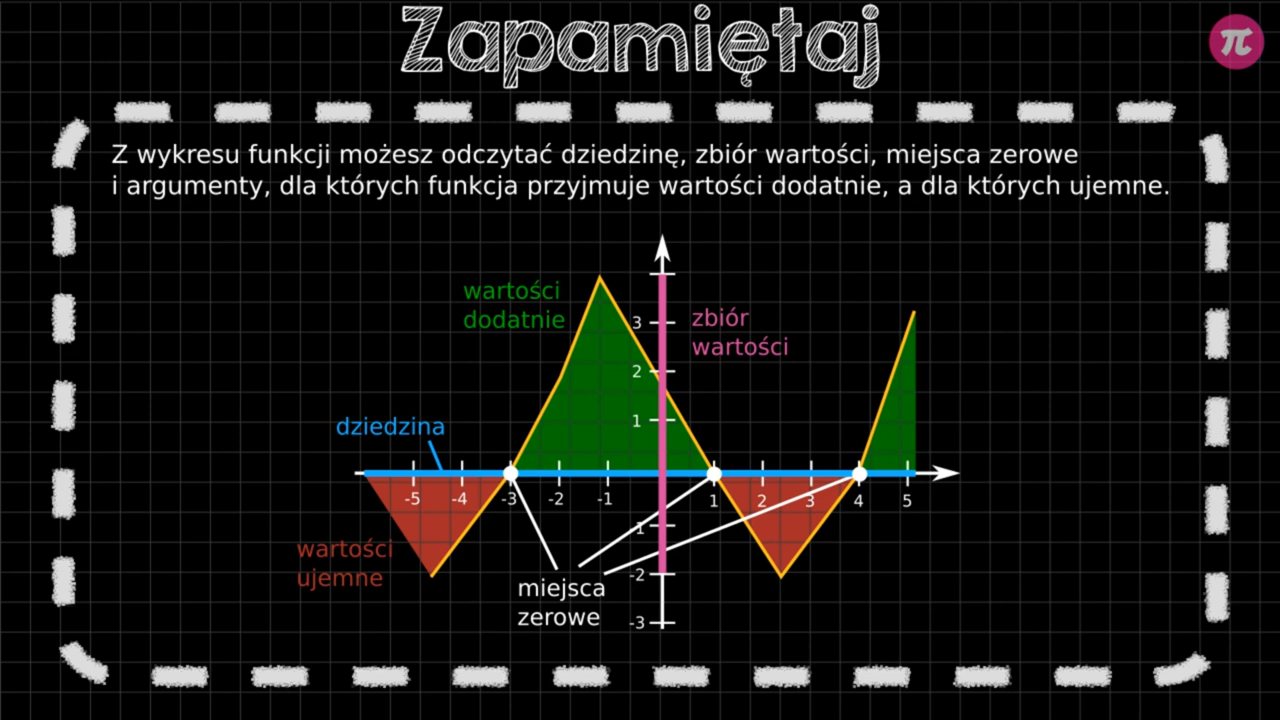 Zapamiętaj
π
Z wykresu funkcji możesz odczytać dziedzinę, zbiór wartości, miejsca zerowe
i argumenty, dla których funkcja przyjmuje wartości dodatnie, a dla których ujemne.
wartości
dodatnie
zbiór
wartości
3
2
1
dziedzina
-5 -4 -3 -2 -1 1 2 3 4 5
wartości
ujemne
1
-2
-3
miejsca
zerowe